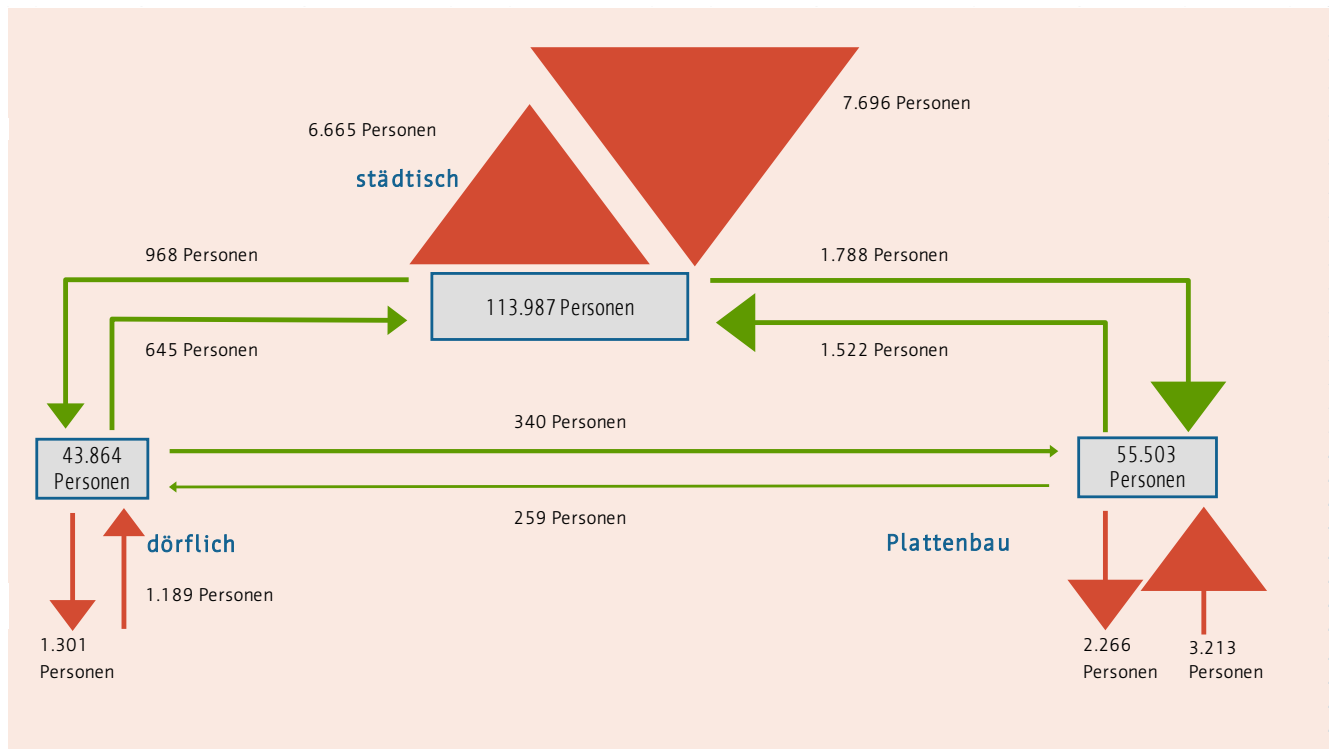 7.696 Personen
6.665 Personen
städtisch
968 Personen
1.788 Personen
113.987 Personen
645 Personen
1.522 Personen
340 Personen
43.864
Personen
55.503
Personen
259 Personen
dörflich
Plattenbau
1.189 Personen
1.301
Personen
2.266
Personen
3.213
Personen